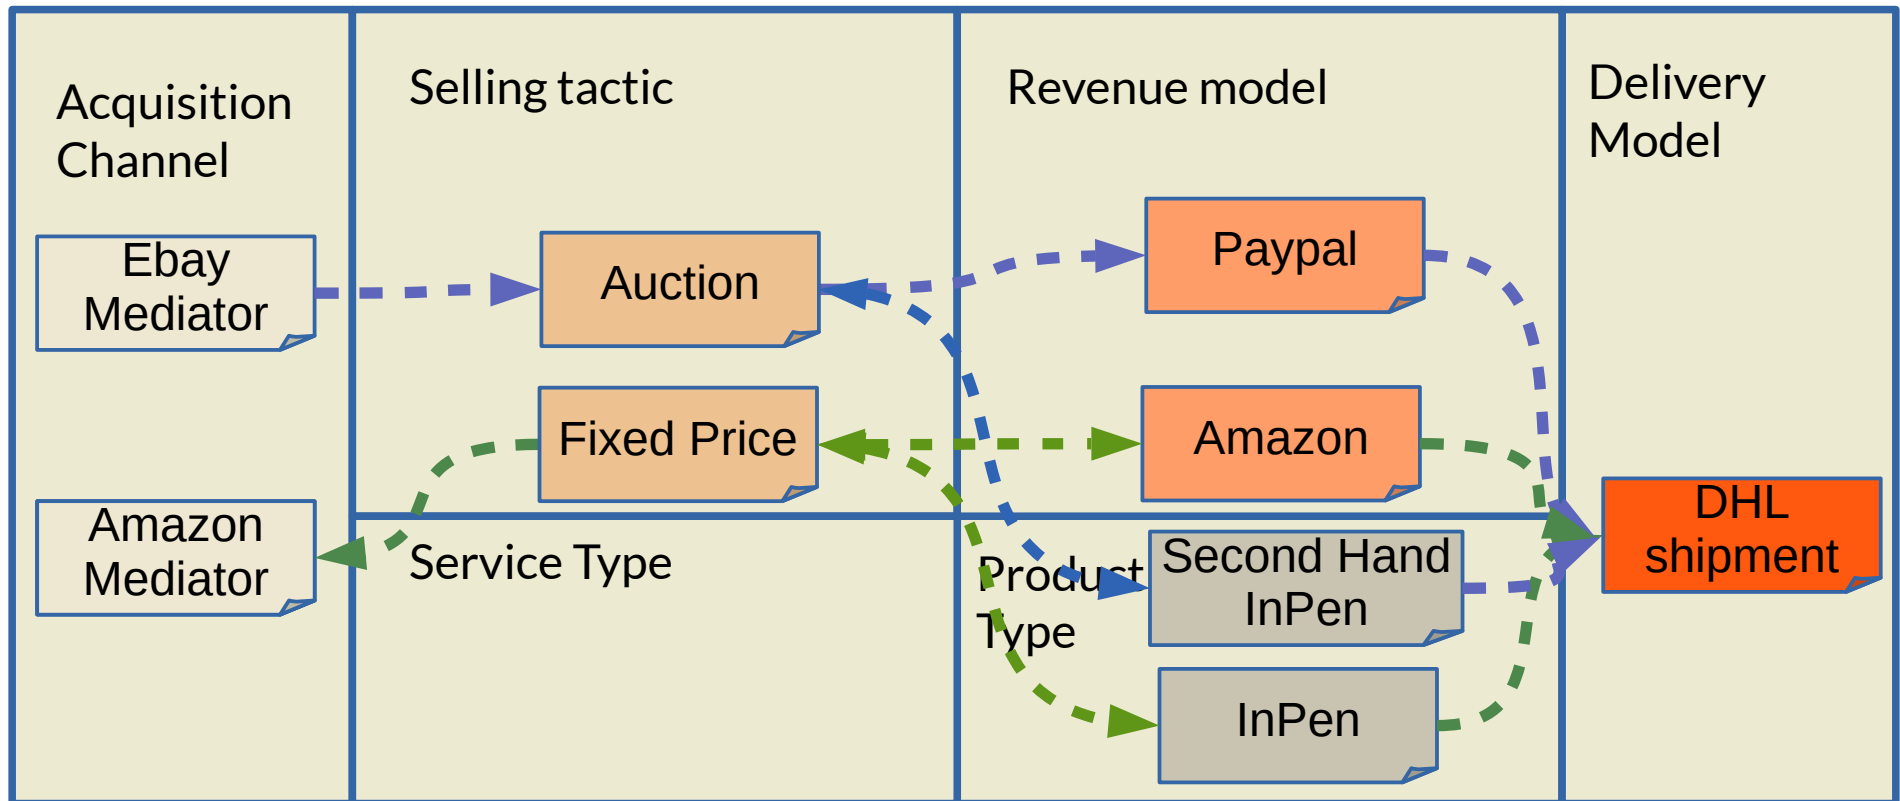 Acquisition
Channel
Selling tactic
Revenue model
Delivery
Model
Ebay
Mediator
Auction
Paypal
Fixed Price
Amazon
Amazon
Mediator
DHL
shipment
Service Type
Product
Type
Second Hand
InPen
InPen